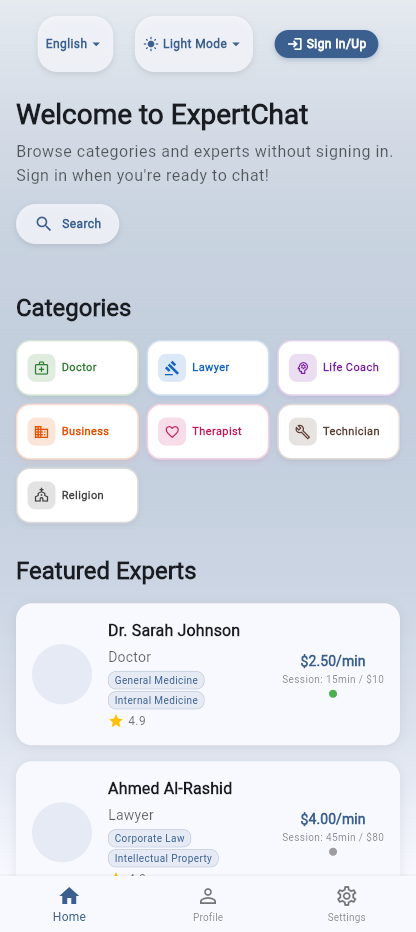 English
Light Mode
Sign In/Up
Welcome to ExpertChat
Browse categories and experts without signing in.
Sign in when you're ready to chat!
Search
Categories
Doctor
Lawyer
Life Coach
Business
Therapist
Technician
Religion
Featured Experts
Dr. Sarah Johnson
Doctor
General Medicine
Internal Medicine
4.9
$2.50/min
Session: 15min / $10
Ahmed Al-Rashid
Lawyer
Corporate Law
Intellectual Property
$4.00/min
Session: 45min / $80
Home
Profile
Settings